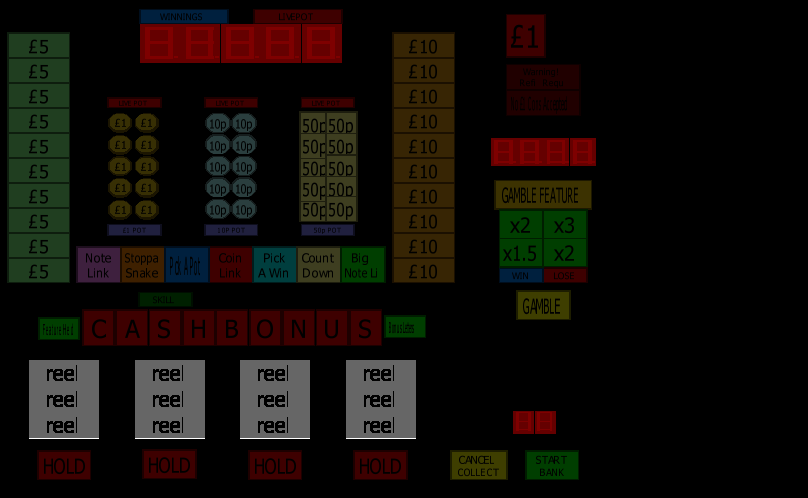 WINNINGS LIVEPOT
£5 £10
£5 £10
£5 £10
£5 £10
£5 £10
£5 £10
£5 £10
£5 £10
£5 £10
£5 £10
£1
£1 £1 10p 10p 50p 50p
£1 £1 10p 10p 50p 50p
£1 £1 10p 10p 50p 50p
£1 £1 10p 10p 50p 50p
£1 £1 10p 10p 50p 50p
£1 POT 10P POT 50p POT
Note Link
Stoppa Snake
Pick A Pot
Coin Link
Pick A Win
Count Down
Big Note Li
GAMBLE FEATURE
x2 x3
x1.5 x2
WIN LOSE
GAMBLE
SKILL
Feature Held
C A S H B O N U S
reel reel reel reel
reel reel reel reel
reel reel reel reel
HOLD HOLD HOLD HOLD
CANCEL COLLECT
START BANK